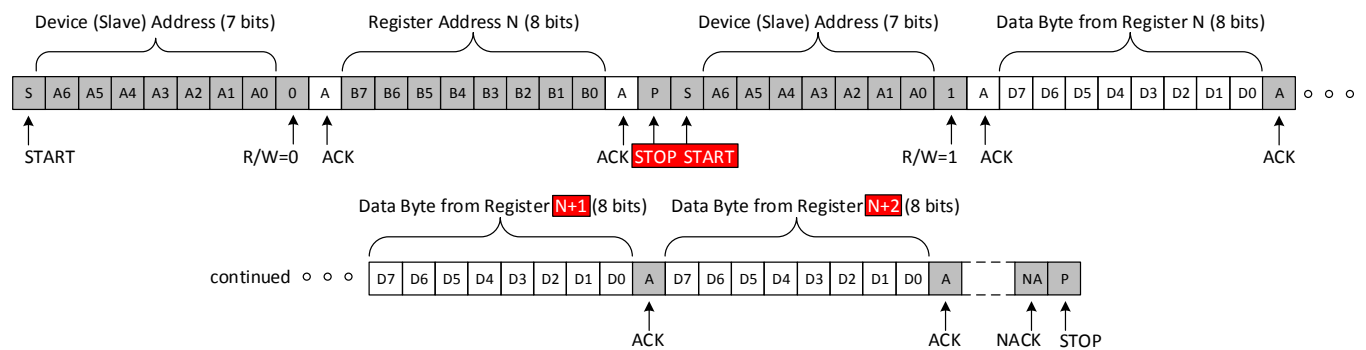 Device (Slave) Address (7 bits) Register Address N (8 bits) Device (Slave) Address (7 bits) Data Byte from Register N (8 bits)
S A6 A5 A4 A3 A2 A1 A0 0 A B7 B6 B5 B4 B3 B2 B1 B0 A P S A6 A5 A4 A3 A2 A1 A0 1 A D7 D6 D5 D4 D3 D2 D1 D0 A
START R/W=0 ACK ACK STOP START R/W=1 ACK ACK
Data Byte from Register N+1 (8 bits) Data Byte from Register N+2 (8 bits)
continued D7 D6 D5 D4 D3 D2 D1 D0 A D7 D6 D5 D4 D3 D2 D1 D0 A NA P
ACK ACK NACK STOP